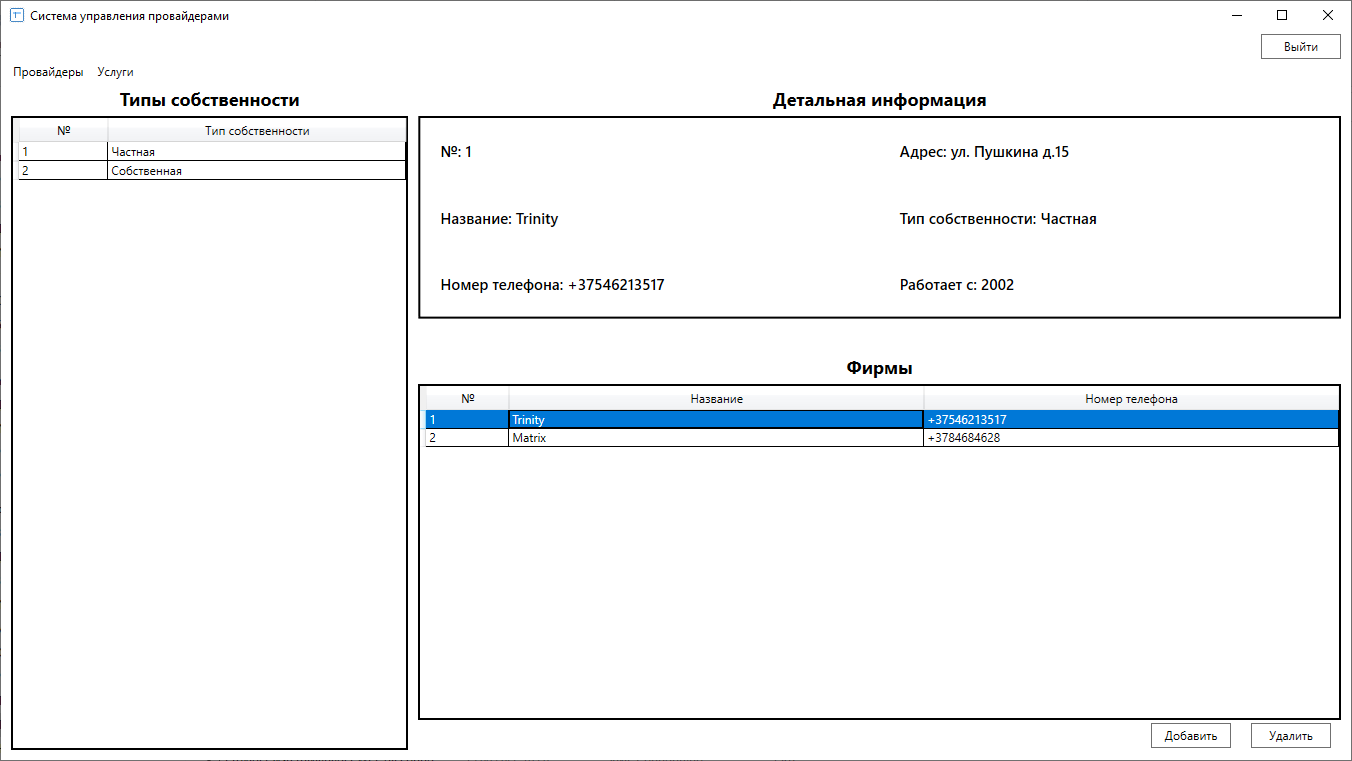 Система управления провайдерами
Выйти
Провайдеры Услуги
Типы собственности
№ Тип собственности
1 Частная
2 Собственная
Детальная информация
№: 1 Адрес: ул. Пушкина д.15
Название: Trinity Тип собственности: Частная
Номер телефона: +37546213517 Работает с: 2002
Фирмы
№ Название Номер телефона
1 Trinity +37546213517
2 Matrix +3784684628
Добавить Удалить